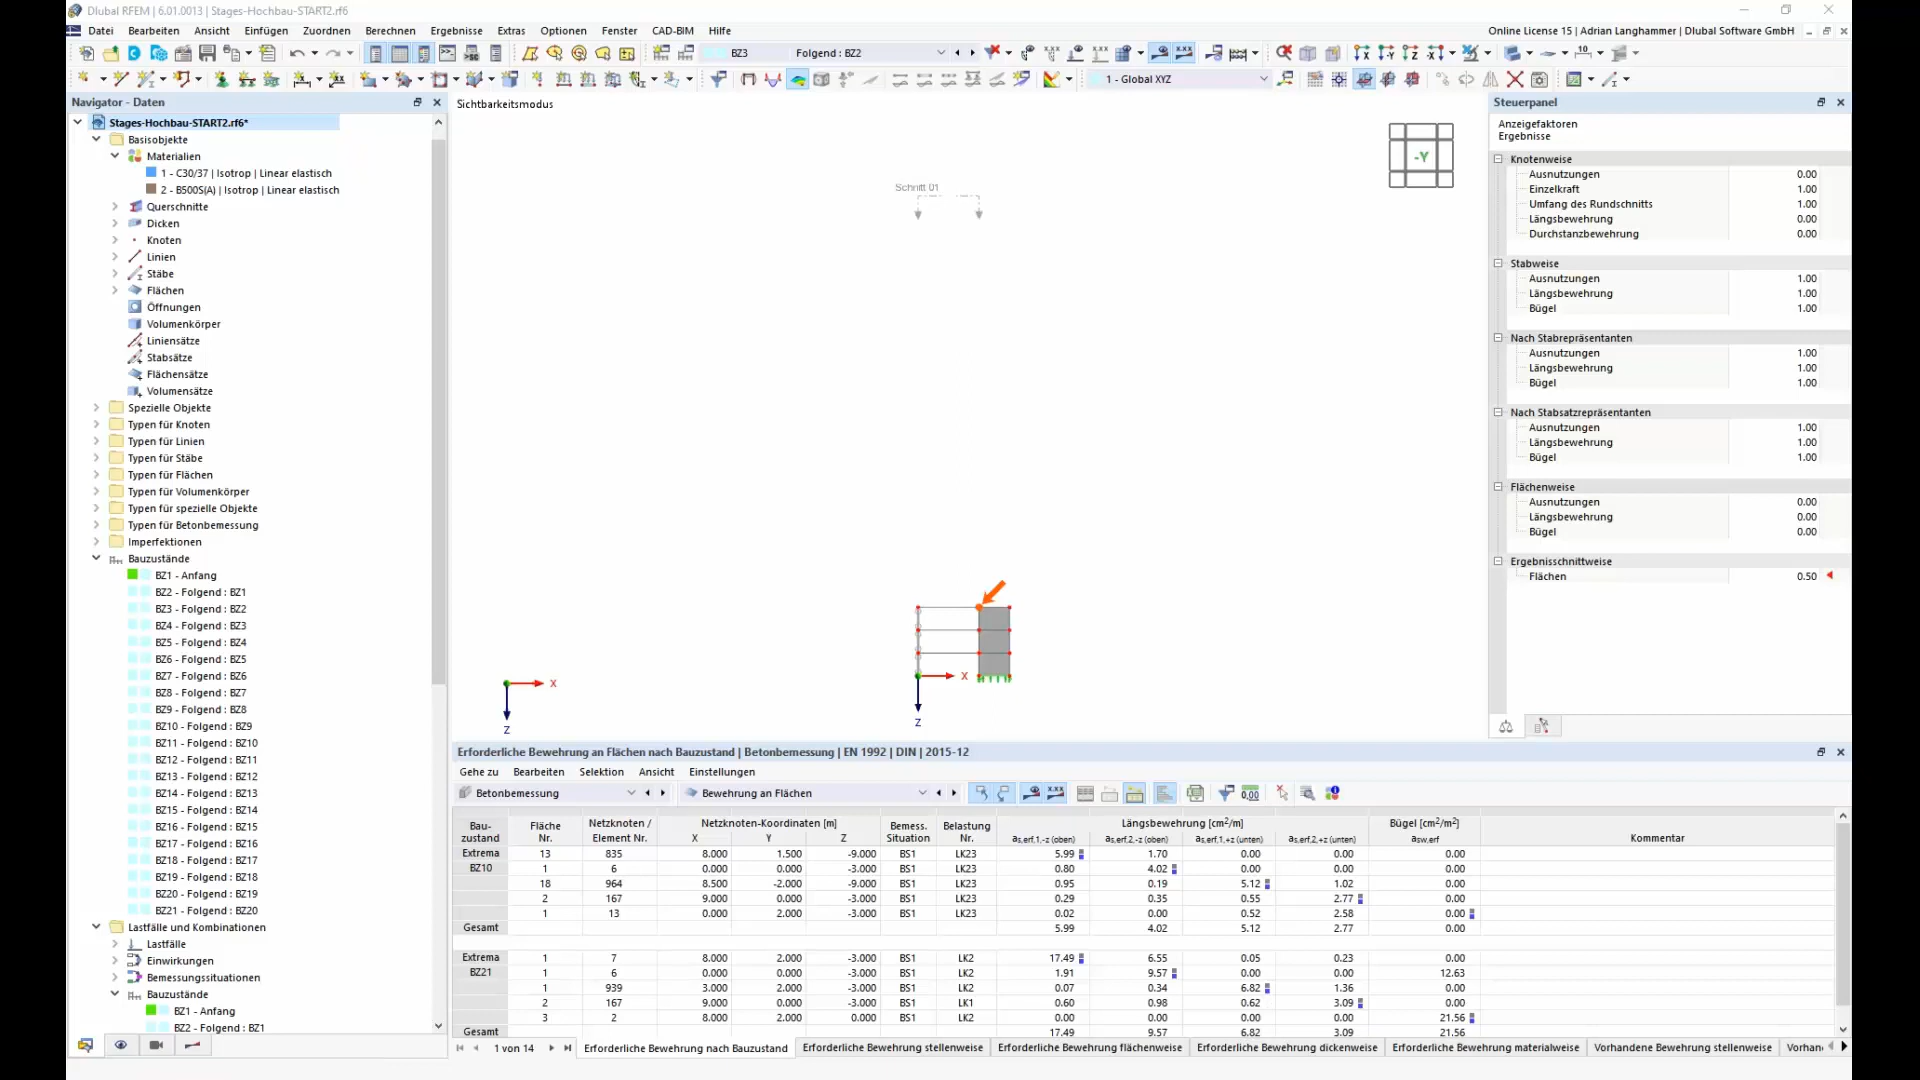 Dlubal RFEM | 6.01.0013 | Stages-Hochbau-START2.rf6
Datei Bearbeiten Ansicht Einfügen Zuordnen Berechnen Ergebnisse Extras Optionen Fenster CAD-BIM Hilfe
Online License 15 | Adrian Langhammer | Dlubal Software GmbH
BZ3 Folgend : BZ2
1 - Global XYZ
Navigator - Daten
Stages-Hochbau-START2.rf6*
Basisobjekte
Materialien
1 - C30/37 | Isotrop | Linear elastisch
2 - B500S(A) | Isotrop | Linear elastisch
Querschnitte
Dicken
Knoten
Linien
Stäbe
Flächen
Öffnungen
Volumenkörper
Liniensätze
Stabsätze
Flächensätze
Volumensätze
Spezielle Objekte
Typen für Knoten
Typen für Linien
Typen für Stäbe
Typen für Flächen
Typen für Volumenkörper
Typen für spezielle Objekte
Typen für Betonbemessung
Imperfektionen
Bauzustände
BZ1 - Anfang
BZ2 - Folgend : BZ1
BZ3 - Folgend : BZ2
BZ4 - Folgend : BZ3
BZ5 - Folgend : BZ4
BZ6 - Folgend : BZ5
BZ7 - Folgend : BZ6
BZ8 - Folgend : BZ7
BZ9 - Folgend : BZ8
BZ10 - Folgend : BZ9
BZ11 - Folgend : BZ10
BZ12 - Folgend : BZ11
BZ13 - Folgend : BZ12
BZ14 - Folgend : BZ13
BZ15 - Folgend : BZ14
BZ16 - Folgend : BZ15
BZ17 - Folgend : BZ16
BZ18 - Folgend : BZ17
BZ19 - Folgend : BZ18
BZ20 - Folgend : BZ19
BZ21 - Folgend : BZ20
Lastfälle und Kombinationen
Lastfälle
Einwirkungen
Bemessungssituationen
Bauzustände
BZ1 - Anfang
BZ2 - Folgend : BZ1
Sichtbarkeitsmodus
-Y
Schnitt 01
X
Z
X
Z
Steuerpanel
Anzeigefaktoren
Ergebnisse
Knotenweise
Ausnutzungen 0.00
Einzelkraft 1.00
Umfang des Rundschnitts 1.00
Längsbewehrung 0.00
Durchstanzbewehrung 0.00
Stabweise
Ausnutzungen 1.00
Längsbewehrung 1.00
Bügel 1.00
Nach Stabrepräsentanten
Ausnutzungen 1.00
Längsbewehrung 1.00
Bügel 1.00
Nach Stabsatzrepräsentanten
Ausnutzungen 1.00
Längsbewehrung 1.00
Bügel 1.00
Flächenweise
Ausnutzungen 0.00
Längsbewehrung 0.00
Bügel 0.00
Ergebnisschnittweise
Flächen 0.50
Erforderliche Bewehrung an Flächen nach Bauzustand | Betonbemessung | EN 1992 | DIN | 2015-12
Gehe zu Bearbeiten Selektion Ansicht Einstellungen
Betonbemessung Bewehrung an Flächen
Bau- Fläche Netzknoten / Netzknoten-Koordinaten [m] Bemess. Belastung Längsbewehrung [cm²/m] Bügel [cm²/m²]
zustand Nr. Element Nr. X Y Z Situation Nr. as,erf,1,-z (oben) as,erf,2,-z (oben) as,erf,1,+z (unten) as,erf,2,+z (unten) asw,erf Kommentar
Extrema 13 835 8.000 1.500 -9.000 BS1 LK23 5.99 1.70 0.00 0.00 0.00
BZ10 1 6 0.000 0.000 -3.000 BS1 LK23 0.80 4.02 0.00 0.00 0.00
18 964 8.500 -2.000 -9.000 BS1 LK23 0.95 0.19 5.12 1.02 0.00
2 167 9.000 0.000 -3.000 BS1 LK23 0.29 0.35 0.55 2.77 0.00
1 13 0.000 2.000 -3.000 BS1 LK23 0.02 0.00 0.52 2.58 0.00
Gesamt 5.99 4.02 5.12 2.77 0.00
Extrema 1 7 8.000 2.000 -3.000 BS1 LK2 17.49 6.55 0.05 0.23 0.00
BZ21 1 6 0.000 0.000 -3.000 BS1 LK2 1.91 9.57 0.00 0.00 12.63
1 939 3.000 2.000 -3.000 BS1 LK2 0.07 0.34 6.82 1.36 0.00
2 167 9.000 0.000 -3.000 BS1 LK1 0.60 0.98 0.62 3.09 0.00
3 2 8.000 2.000 0.000 BS1 LK2 0.00 0.00 0.00 0.00 21.56
Gesamt 17.49 9.57 6.82 3.09 21.56
1 von 14 Erforderliche Bewehrung nach Bauzustand Erforderliche Bewehrung stellenweise Erforderliche Bewehrung flächenweise Erforderliche Bewehrung dickenweise Erforderliche Bewehrung materialweise Vorhandene Bewehrung stellenweise Vorhan